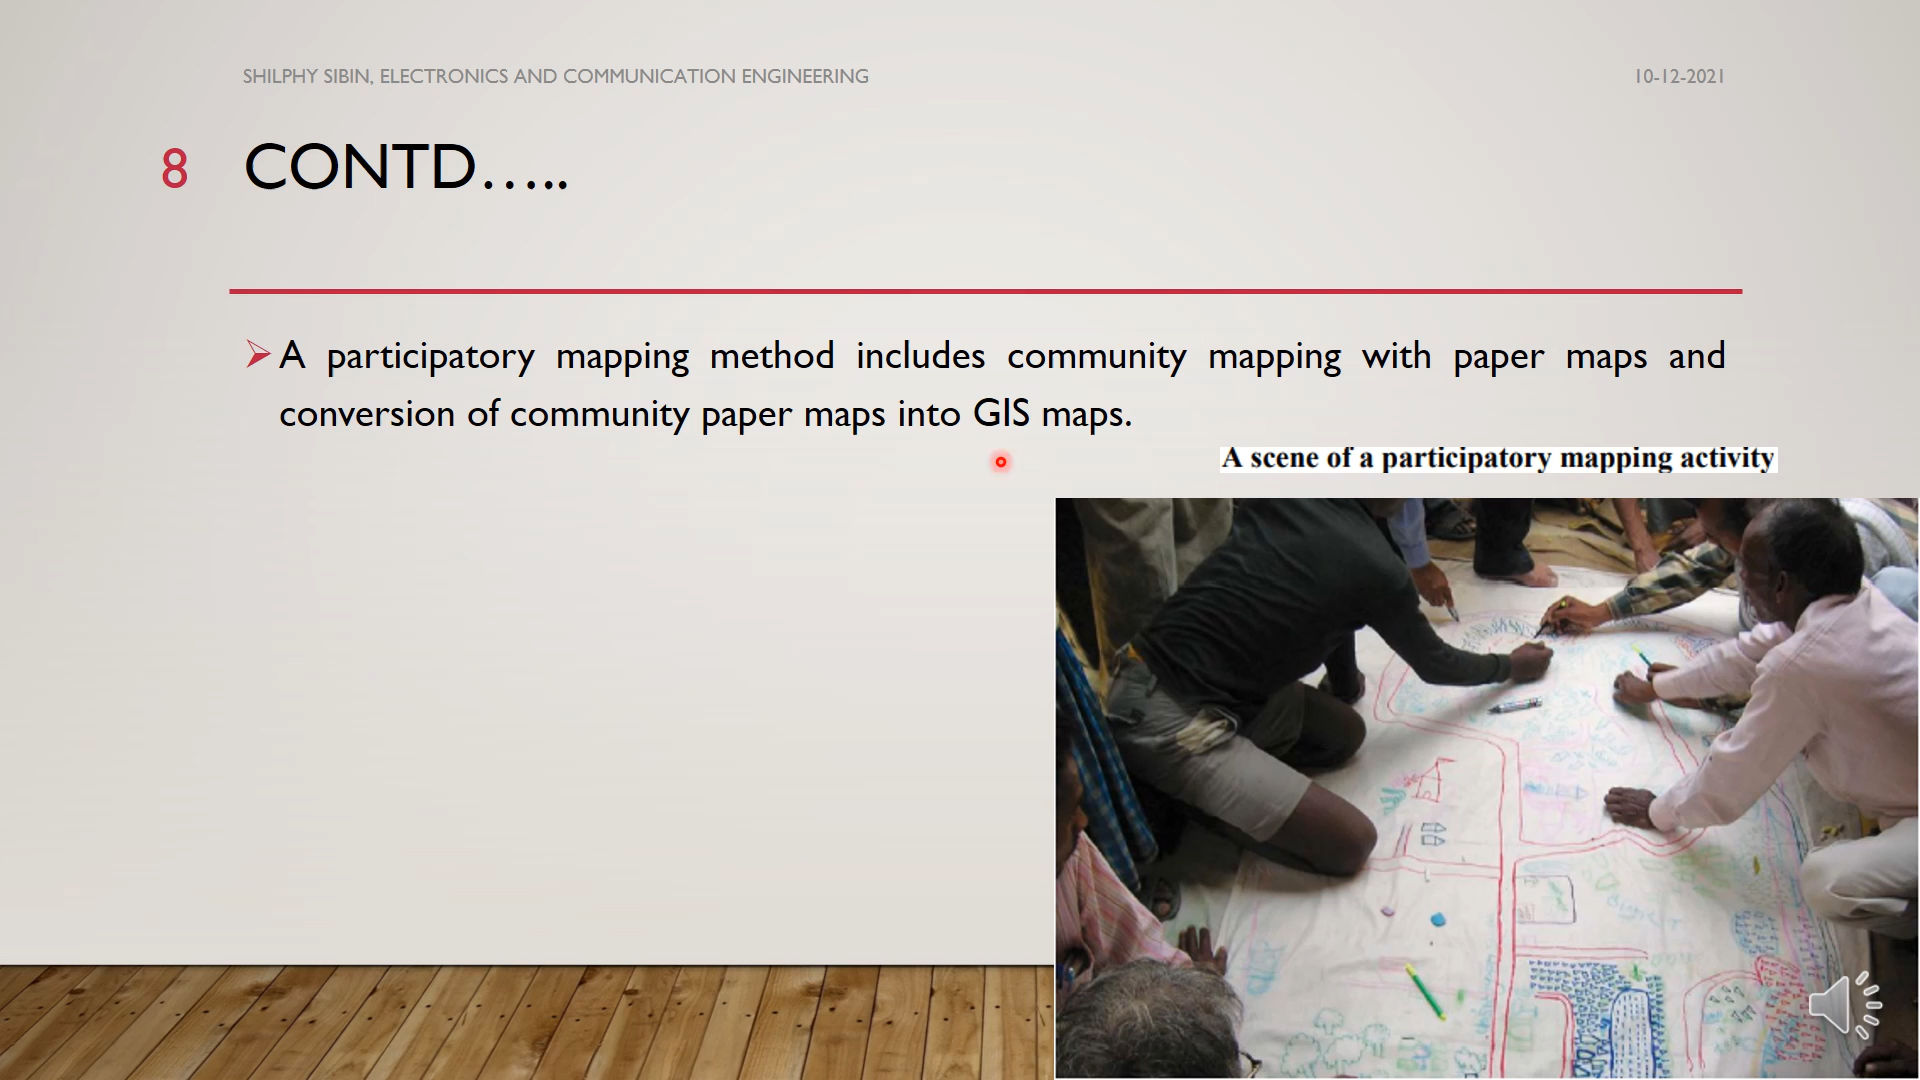 SHILPHY SIBIN, ELECTRONICS AND COMMUNICATION ENGINEERING
10-12-2021
8
CONTD.....
A participatory mapping method includes community mapping with paper maps and
conversion of community paper maps into GIS maps.
A scene of a participatory mapping activity